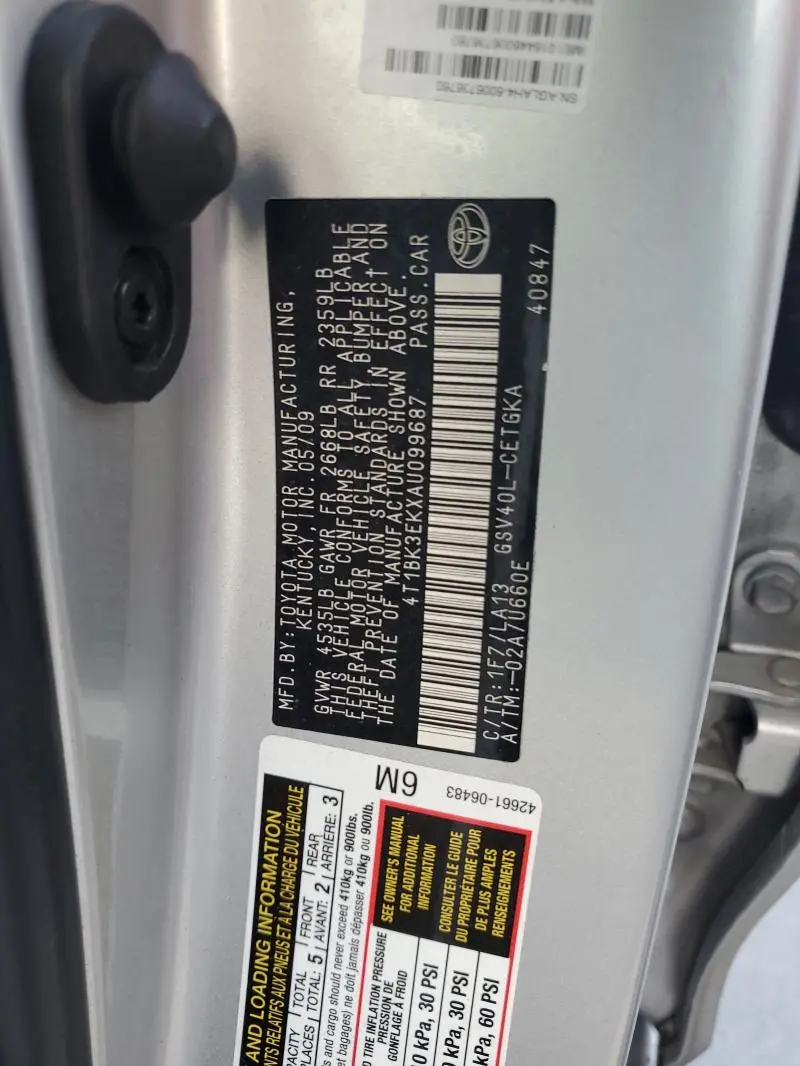 SN:AGLAH4-6006736760
MFD.BY:TOYOTA MOTOR MANUFACTURING,
KENTUCKY, INC. 05/09
GVWR 4535LB GAWR FR 2668LB RR 2359LB
THIS VEHICLE CONFORMS TO ALL APPLICABLE
FEDERAL MOTOR VEHICLE SAFETY, BUMPER, AND
THEFT PREVENTION STANDARDS IN EFFECT ON
THE DATE OF MANUFACTURE SHOWN ABOVE.
4T1BK3EKXAU099687 PASS.CAR
C/TR:1F7/LA13 GSV40L-CETGKA
A/TM:-02A/U660E 40847
6M
42661-06483
AND LOADING INFORMATION
RELATIFS AUX PNEUS ET À LA CHARGE DU VÉHICULE
TOTAL FRONT REAR
PLACES TOTAL: 5 AVANT: 2 ARRIÈRE: 3
and cargo should never exceed 410kg or 900lbs.
et bagages) ne doit jamais dépasser 410kg ou 900lb.
TIRE INFLATION PRESSURE
PRESSION DE
GONFLAGE À FROID
kPa, 30 PSI
kPa, 30 PSI
kPa, 60 PSI
SEE OWNER'S MANUAL
FOR ADDITIONAL
INFORMATION
CONSULTER LE GUIDE
DU PROPRIÉTAIRE POUR
DE PLUS AMPLES
RENSEIGNEMENTS